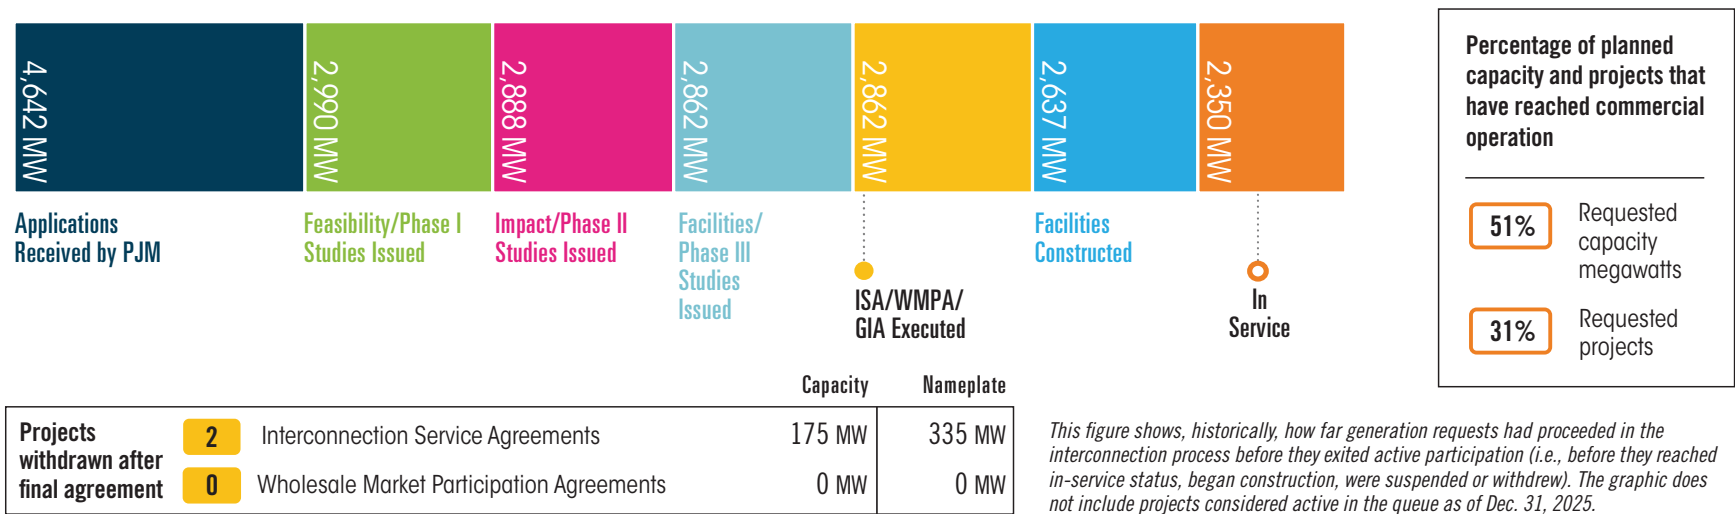 4,642 MW
2,990 MW
2,888 MW
2,862 MW
2,862 MW
2,637 MW
2,350 MW
Applications
Received by PJM
Feasibility/Phase I
Studies Issued
Impact/Phase II
Studies Issued
Facilities/
Phase III
Studies
Issued
ISA/WMPA/
GIA Executed
Facilities
Constructed
In
Service
Percentage of planned
capacity and projects that
have reached commercial
operation
51% Requested
capacity
megawatts
31% Requested
projects
Capacity Nameplate
Projects
withdrawn after
final agreement
2 Interconnection Service Agreements 175 MW 335 MW
0 Wholesale Market Participation Agreements 0 MW 0 MW
This figure shows, historically, how far generation requests had proceeded in the
interconnection process before they exited active participation (i.e., before they reached
in-service status, began construction, were suspended or withdrew). The graphic does
not include projects considered active in the queue as of Dec. 31, 2025.